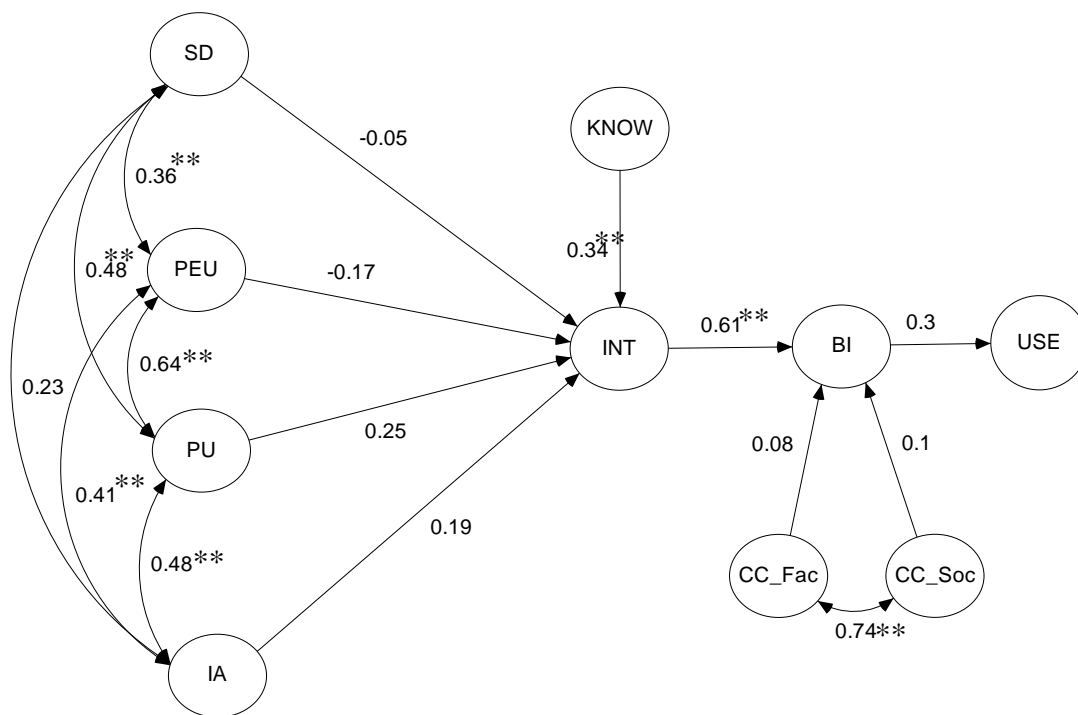 SD
KNOW
-0.05
0.36**
0.34**
0.48**
PEU
-0.17
INT
0.61**
BI
0.3
USE
0.64**
0.23
PU
0.25
0.08
0.1
0.41**
0.19
0.48**
CC_Fac
CC_Soc
0.74**
IA